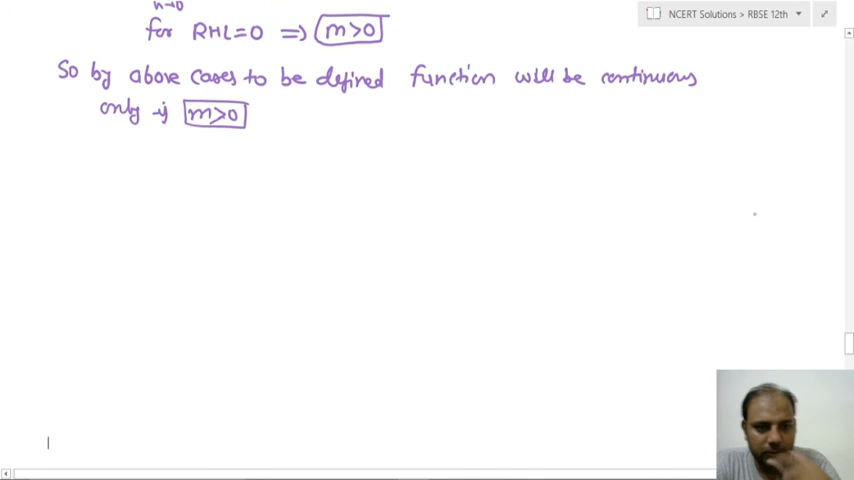 NCERT Solutions > RBSE 12th
h→0
for RHL=0 ⟹ m>0
So by above cases to be defined function will be continuous
only if m>0